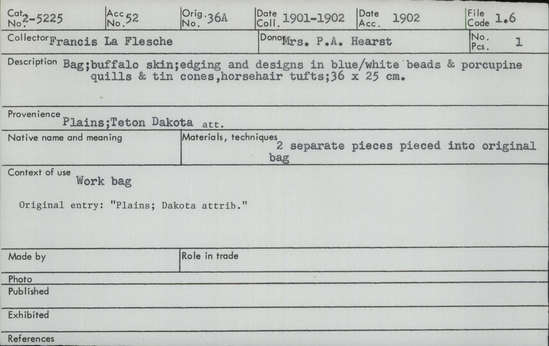 Cat. No. 2-5225 Acc. No. 52 Orig. No. 36A Date Coll. 1901-1902 Date Acc. 1902 File Code 1.6
Collector Francis La Flesche Donor Mrs. P.A. Hearst No. Pcs. 1
Description Bag;buffalo skin;edging and designs in blue/white beads & porcupine
quills & tin cones,horsehair tufts;36 x 25 cm.
Provenience Plains;Teton Dakota att.
Native name and meaning Materials, techniques 2 separate pieces pieced into original
bag
Context of use Work bag
Original entry: "Plains; Dakota attrib."
Made by Role in trade
Photo
Published
Exhibited
References